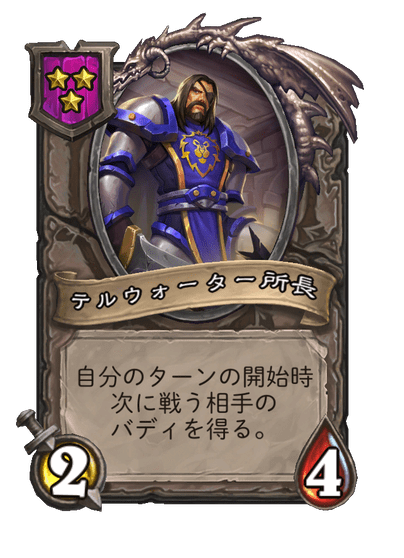 テルウォーター所長
自分のターンの開始時
次に戦う相手の
バディを得る。
2
4